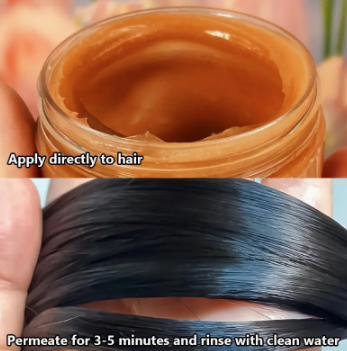 Apply directly to hair
Permeate for 3-5 minutes and rinse with clean water